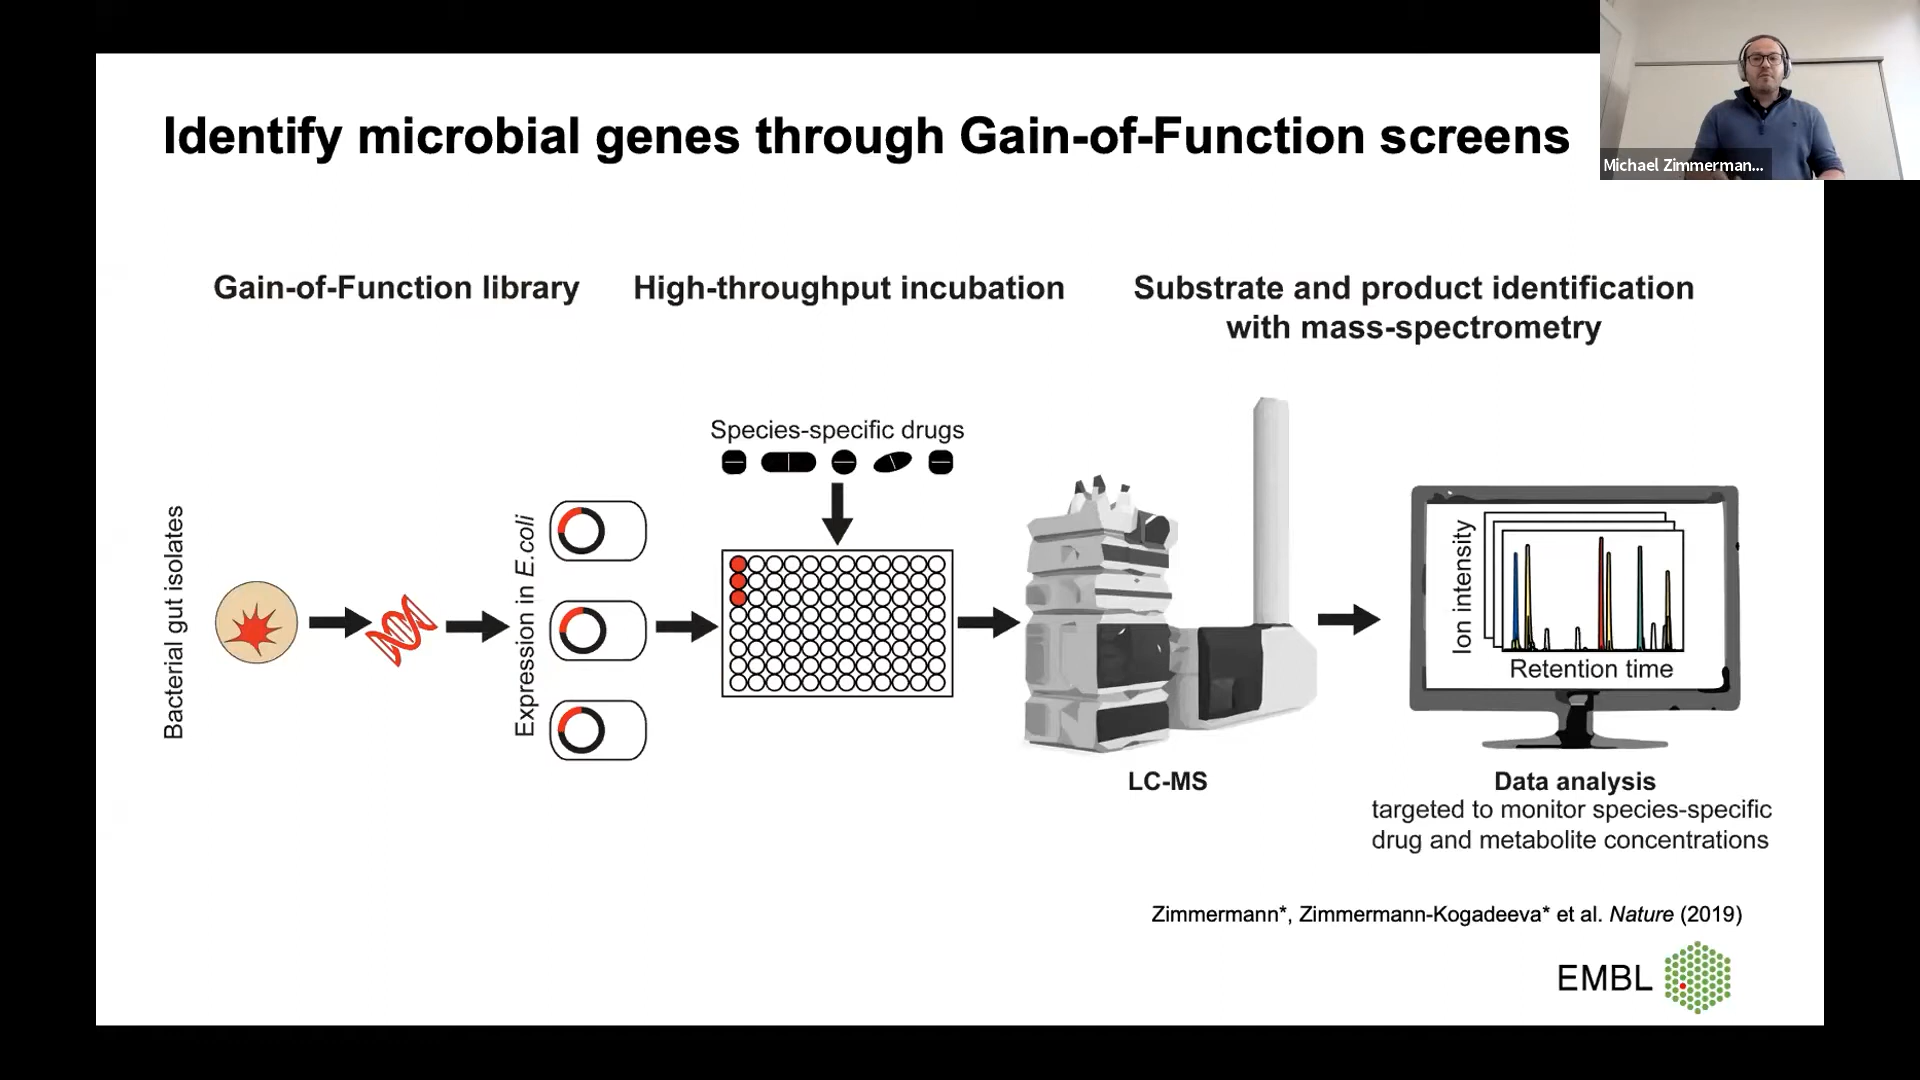 Identify microbial genes through Gain-of-Function screens
Michael Zimmerman...
Gain-of-Function library
High-throughput incubation
Substrate and product identification
with mass-spectrometry
Species-specific drugs
Bacterial gut isolates
Expression in E.coli
Ion intensity
Retention time
LC-MS
Data analysis
targeted to monitor species-specific
drug and metabolite concentrations
Zimmermann*, Zimmermann-Kogadeeva* et al. Nature (2019)
EMBL